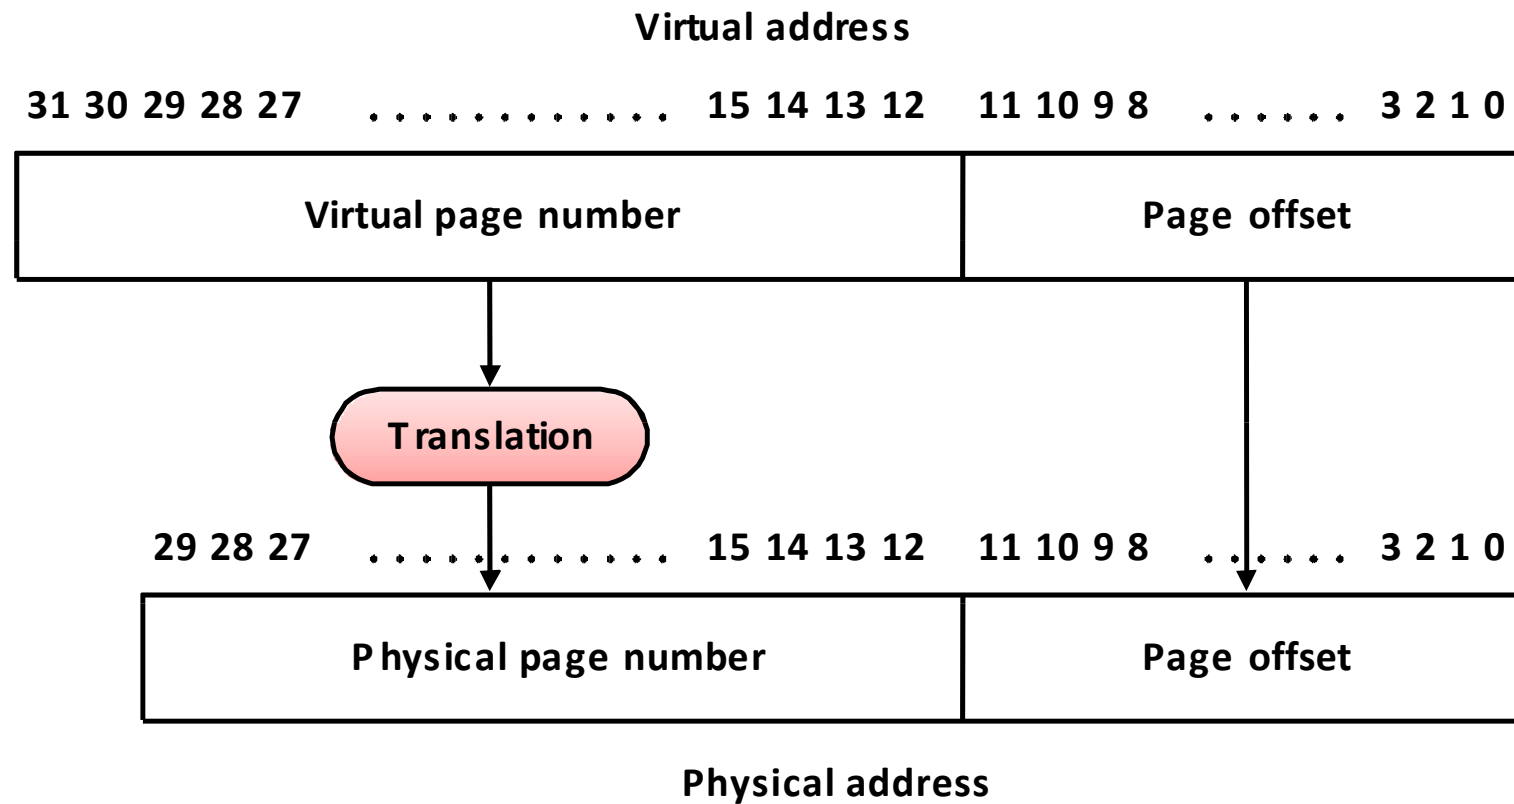 Virtual address
31 30 29 28 27 ............ 15 14 13 12 11 10 9 8 ...... 3 2 1 0
Virtual page number Page offset
Translation
29 28 27 ............ 15 14 13 12 11 10 9 8 ...... 3 2 1 0
Physical page number Page offset
Physical address